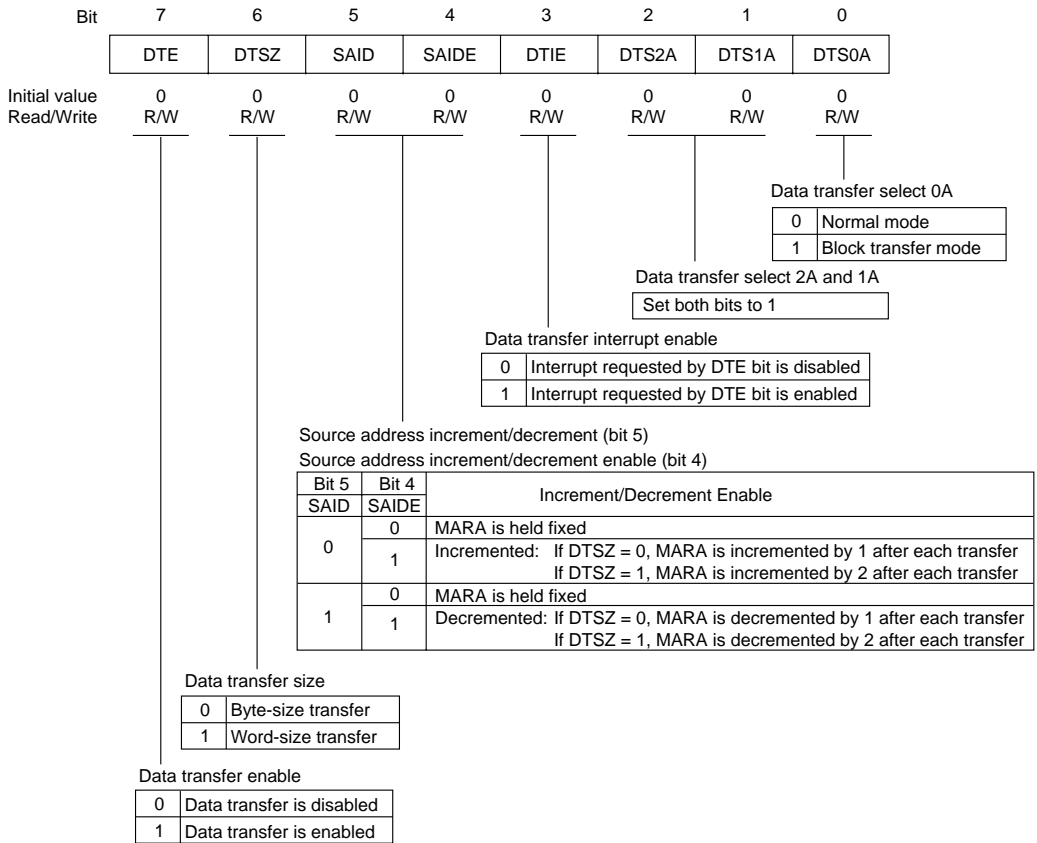 Bit 7 6 5 4 3 2 1 0
DTE DTSZ SAID SAIDE DTIE DTS2A DTS1A DTS0A
Initial value 0 0 0 0 0 0 0 0
Read/Write R/W R/W R/W R/W R/W R/W R/W R/W
Data transfer select 0A
0 Normal mode
1 Block transfer mode
Data transfer select 2A and 1A
Set both bits to 1
Data transfer interrupt enable
0 Interrupt requested by DTE bit is disabled
1 Interrupt requested by DTE bit is enabled
Source address increment/decrement (bit 5)
Source address increment/decrement enable (bit 4)
Bit 5 Bit 4 Increment/Decrement Enable
SAID SAIDE
0 0 MARA is held fixed
1 Incremented: If DTSZ = 0, MARA is incremented by 1 after each transfer
If DTSZ = 1, MARA is incremented by 2 after each transfer
1 0 MARA is held fixed
1 Decremented: If DTSZ = 0, MARA is decremented by 1 after each transfer
If DTSZ = 1, MARA is decremented by 2 after each transfer
Data transfer size
0 Byte-size transfer
1 Word-size transfer
Data transfer enable
0 Data transfer is disabled
1 Data transfer is enabled